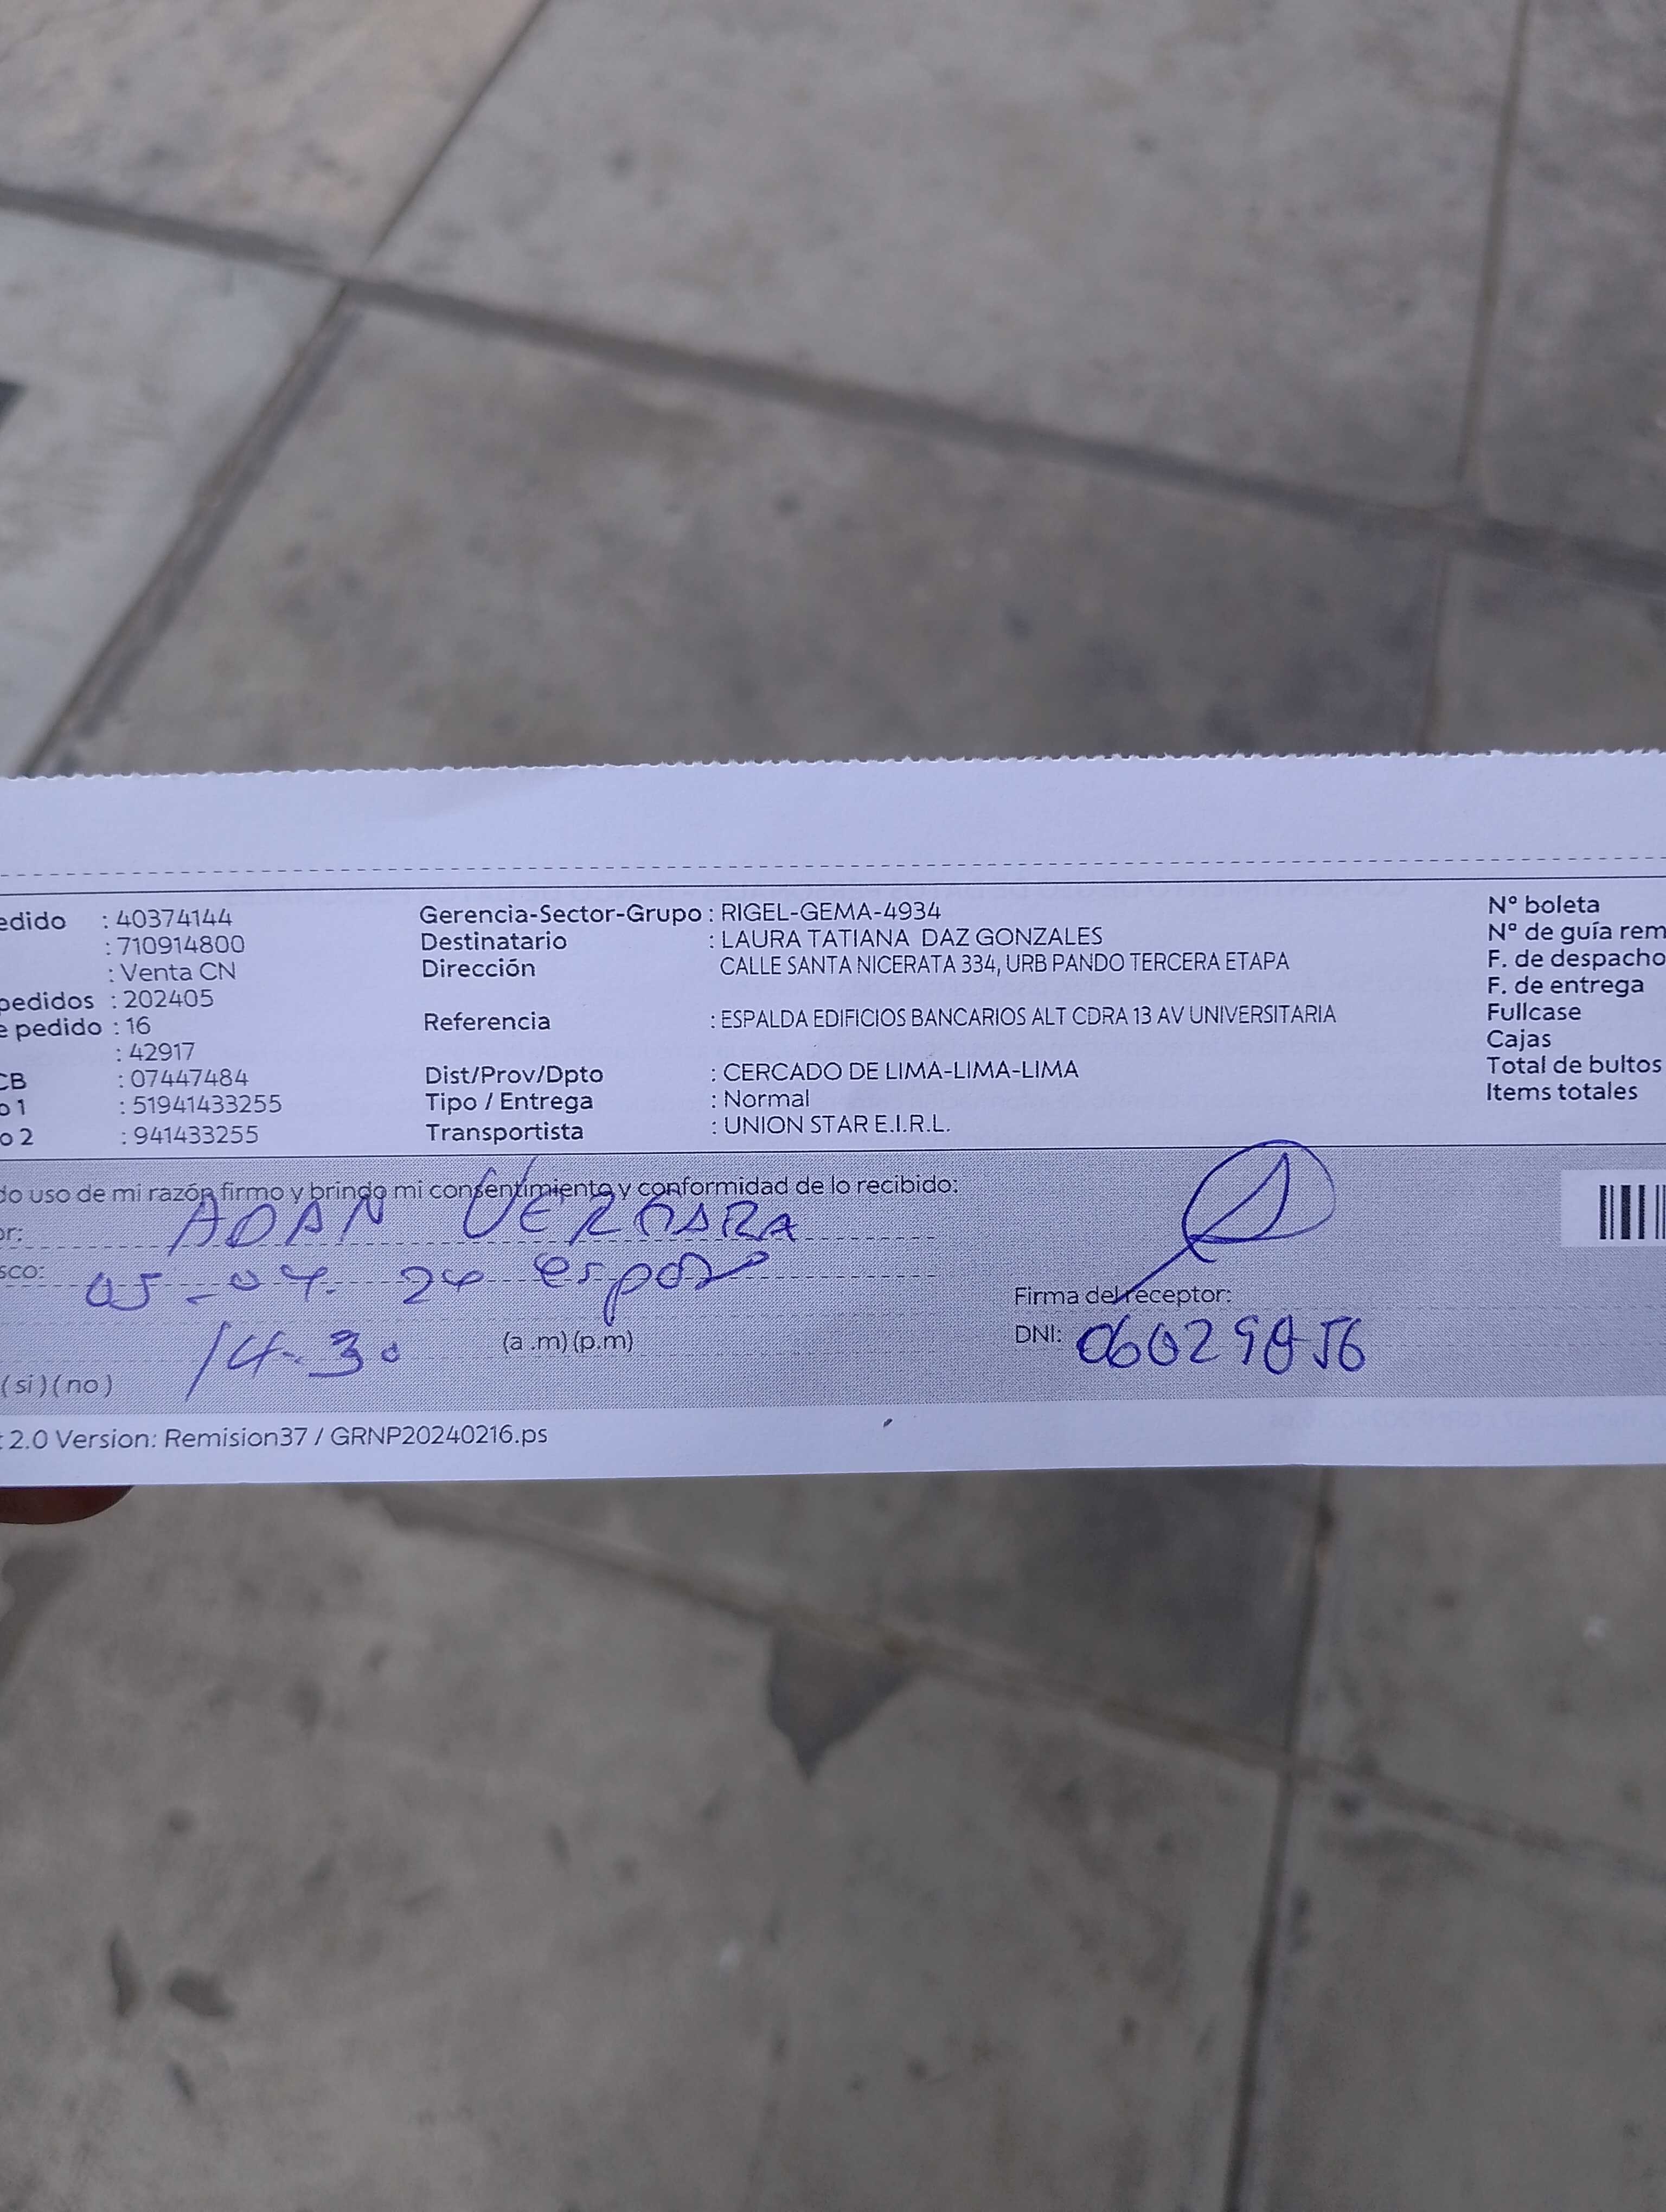 edido : 40374144 Gerencia-Sector-Grupo : RIGEL-GEMA-4934 N° boleta
: 710914800 Destinatario : LAURA TATIANA DAZ GONZALES N° de guía rem
: Venta CN Dirección CALLE SANTA NICERATA 334, URB PANDO TERCERA ETAPA F. de despacho
pedidos : 202405 F. de entrega
e pedido : 16 Referencia : ESPALDA EDIFICIOS BANCARIOS ALT CDRA 13 AV UNIVERSITARIA Fullcase
: 42917 Cajas
CB : 07447484 Dist/Prov/Dpto : CERCADO DE LIMA-LIMA-LIMA Total de bultos
o 1 : 51941433255 Tipo / Entrega : Normal Items totales
o 2 : 941433255 Transportista : UNION STAR E.I.R.L.
do uso de mi razón firmo y brindo mi consentimiento y conformidad de lo recibido:
or: ADAN VERGARA
sco: 05-04-24 esposo
Firma del receptor:
14-30 (a .m) (p.m) DNI:
(si) (no)
t 2.0 Version: Remision37 / GRNP20240216.ps